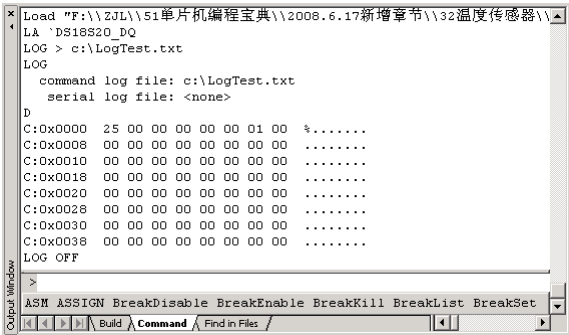 Load "F:\\ZJL\\51单片机编程宝典\\2008.6.17新增章节\\32温度传感器\\
LA `DS18S20_DQ
LOG > c:\LogTest.txt
LOG
command log file: c:\LogTest.txt
serial log file: <none>
D
C:0x0000 25 00 00 00 00 00 01 00 %.......
C:0x0008 00 00 00 00 00 00 00 00 ........
C:0x0010 00 00 00 00 00 00 00 00 ........
C:0x0018 00 00 00 00 00 00 00 00 ........
C:0x0020 00 00 00 00 00 00 00 00 ........
C:0x0028 00 00 00 00 00 00 00 00 ........
C:0x0030 00 00 00 00 00 00 00 00 ........
C:0x0038 00 00 00 00 00 00 00 00 ........
LOG OFF
>
ASM ASSIGN BreakDisable BreakEnable BreakKill BreakList BreakSet
Build Command Find in Files
Output Window